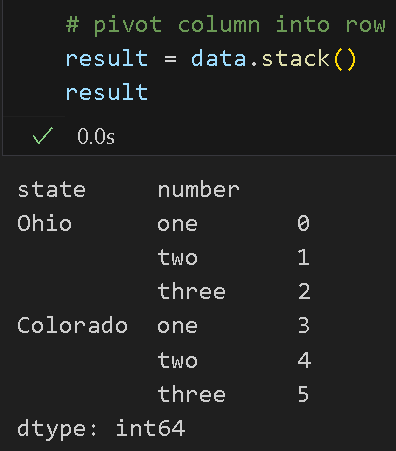 # pivot column into row
result = data.stack()
result
0.0s
state     number
Ohio      one       0
          two       1
          three     2
Colorado  one       3
          two       4
          three     5
dtype: int64